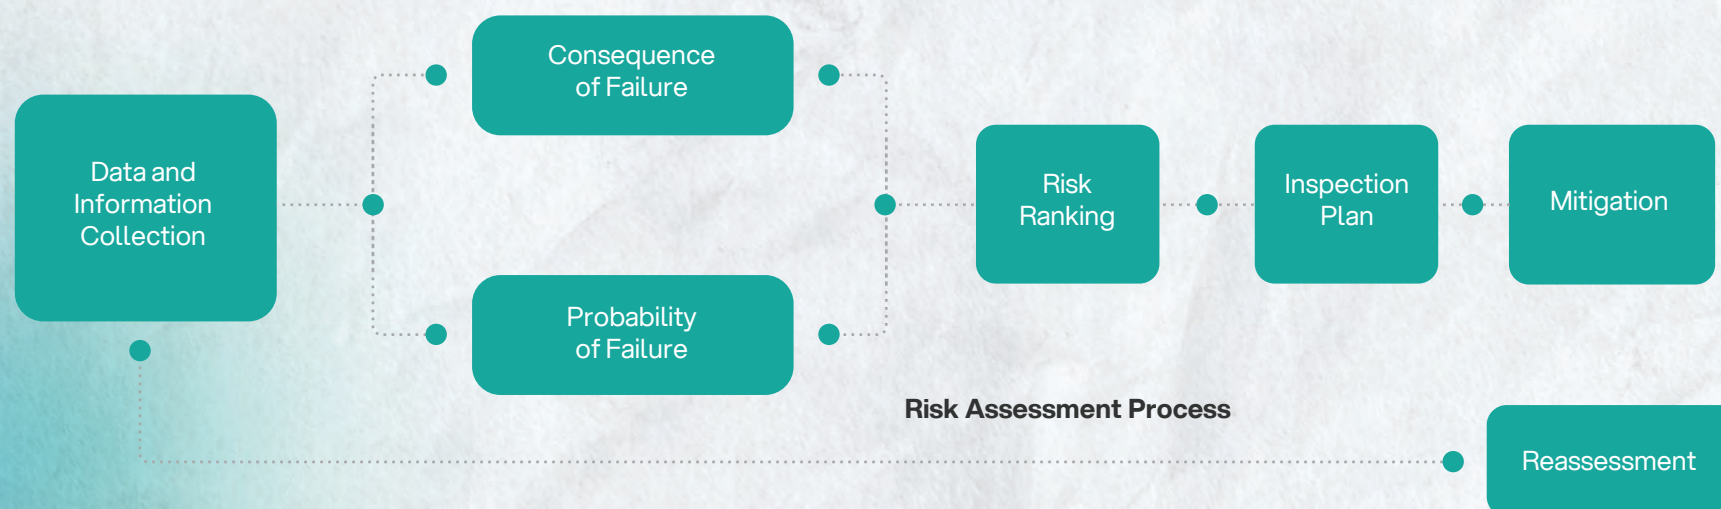 Data and
Information
Collection
Consequence
of Failure
Probability
of Failure
Risk
Ranking
Inspection
Plan
Mitigation
Risk Assessment Process
Reassessment